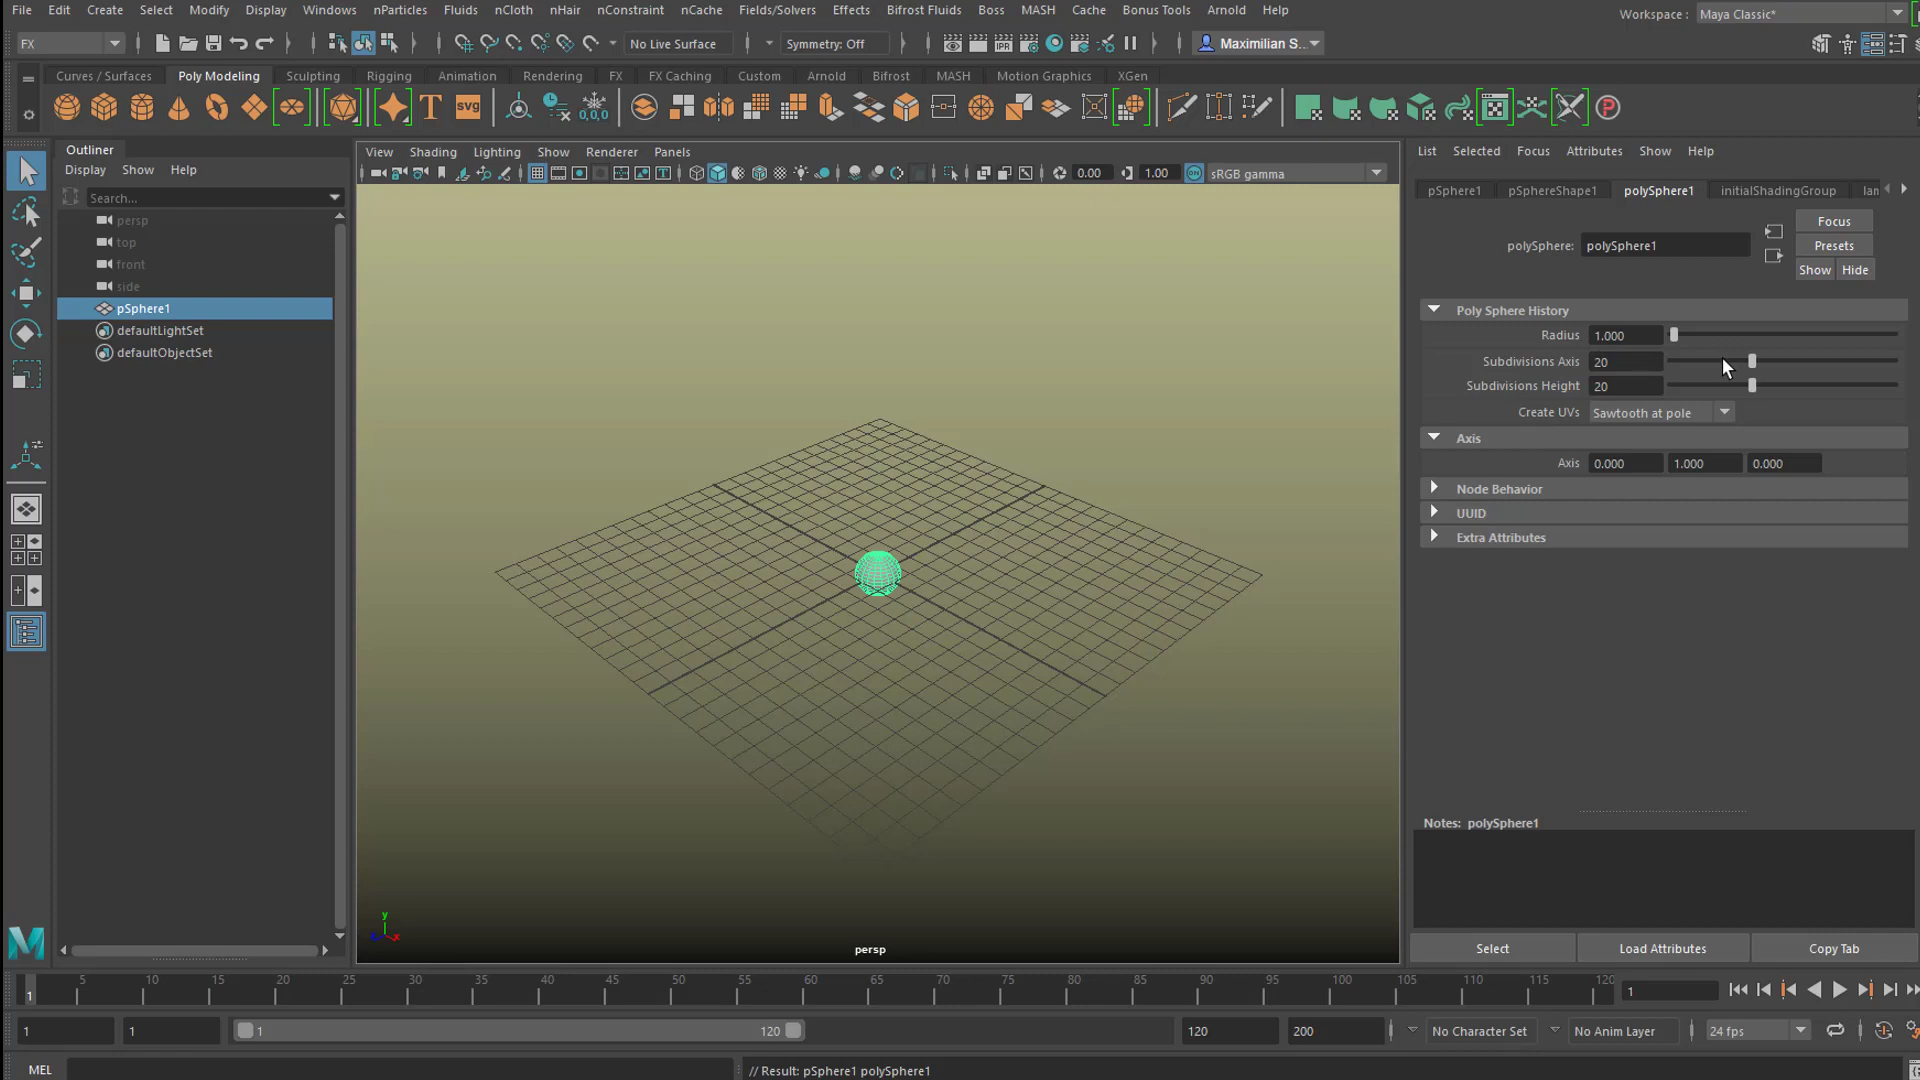 File Edit Create Select Modify Display Windows nParticles Fluids nCloth nHair nConstraint nCache Fields/Solvers Effects Bifrost Fluids Boss MASH Cache Bonus Tools Arnold Help
Workspace : Maya Classic*
FX No Live Surface Symmetry: Off IPR Maximilian S...
Curves / Surfaces Poly Modeling Sculpting Rigging Animation Rendering FX FX Caching Custom Arnold Bifrost MASH Motion Graphics XGen
T svg 0,0,0 P
Outliner
Display Show Help
Search...
persp
top
front
side
pSphere1
defaultLightSet
defaultObjectSet
View Shading Lighting Show Renderer Panels
0.00 1.00 ON sRGB gamma
y
x
persp
List Selected Focus Attributes Show Help
pSphere1 pSphereShape1 polySphere1 initialShadingGroup lan
polySphere: polySphere1
Focus
Presets
Show Hide
Poly Sphere History
Radius 1.000
Subdivisions Axis 20
Subdivisions Height 20
Create UVs Sawtooth at pole
Axis
Axis 0.000 1.000 0.000
Node Behavior
UUID
Extra Attributes
Notes: polySphere1
Select Load Attributes Copy Tab
1 5 10 15 20 25 30 35 40 45 50 55 60 65 70 75 80 85 90 95 100 105 110 115 120 1
1 1 1 120 120 200 No Character Set No Anim Layer 24 fps
MEL // Result: pSphere1 polySphere1